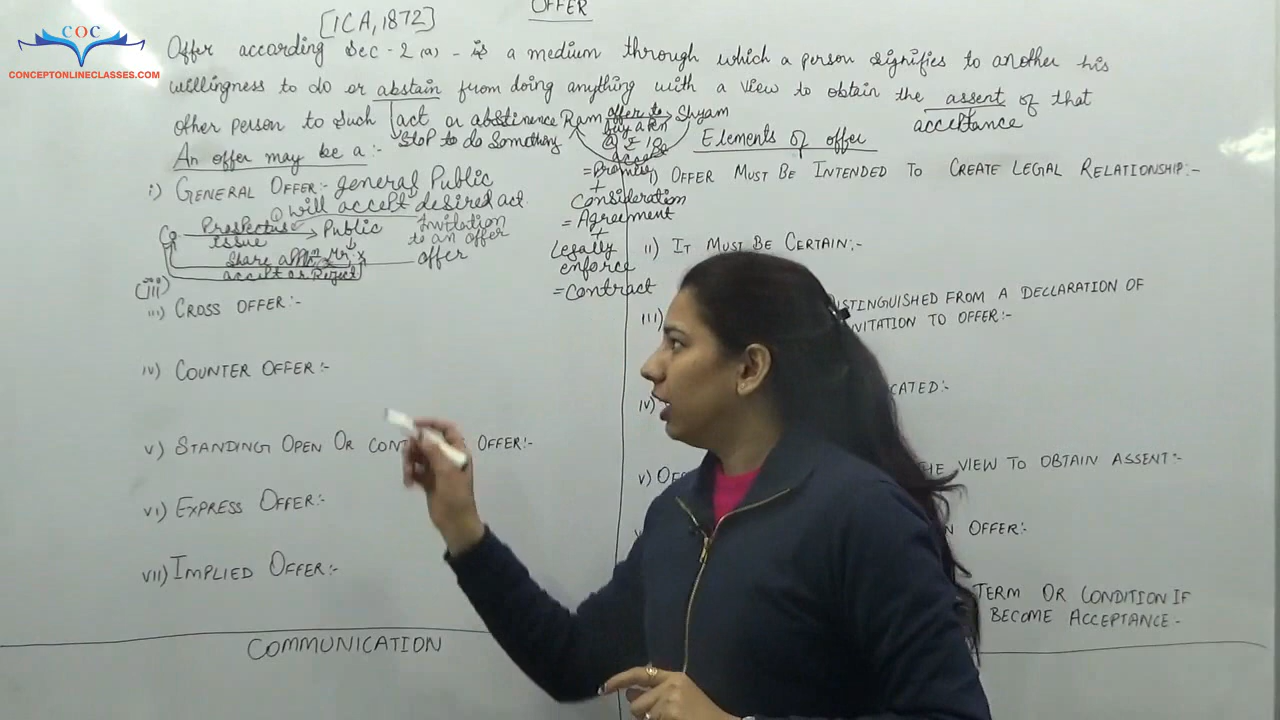 COC
CONCEPTONLINECLASSES.COM
OFFER
[ICA, 1872]
Offer according Sec - 2 (a) - is a medium through which a person signifies to another his
willingness to do or abstain from doing anything with a view to obtain the assent of that
other person to such act or abstinence
acceptance
Stop to do Something
Ram offer to Shyam
buy a Pen
@ ₹ 10
accept
= Promise
+
Consideration
= Agreement
+
Legally
enforce
= Contract
An offer may be a :-
i) GENERAL OFFER:- general Public
will accept desired act.
Co Prospectus Public
issue
Invitation
to an offer
Share Mr. X
offer
accept or Reject
(iii)
iii) CROSS OFFER:-
iv) COUNTER OFFER:-
v) STANDING OPEN OR CONT OFFER:-
vi) EXPRESS OFFER:-
vii) IMPLIED OFFER:-
COMMUNICATION
Elements of offer
I) OFFER MUST BE INTENDED TO CREATE LEGAL RELATIONSHIP:-
II) IT MUST BE CERTAIN:-
III) DISTINGUISHED FROM A DECLARATION OF
TO OFFER:-
IV) CATED:-
V) OF THE VIEW TO OBTAIN ASSENT:-
OFFER:-
TERM OR CONDITION IF
BECOME ACCEPTANCE -